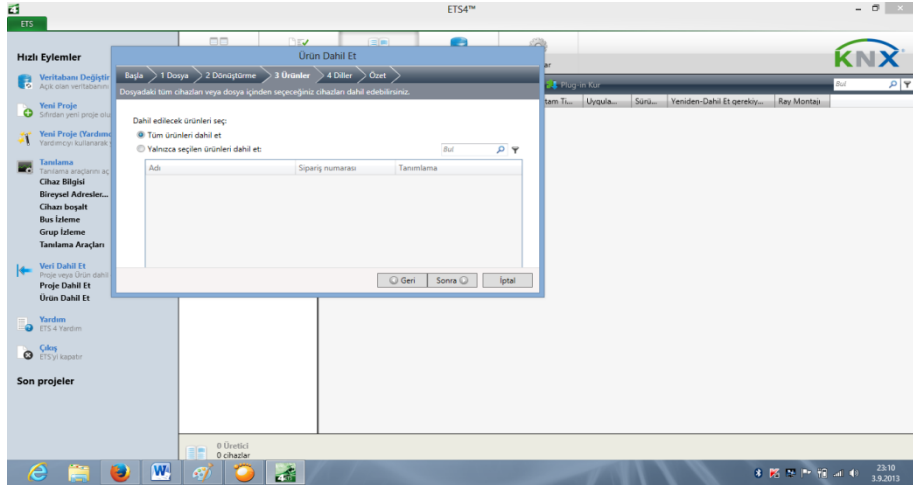 ETS4™
ETS
Hızlı Eylemler
Veritabanı Değiştir
Açık olan veritabanını
Yeni Proje
Sıfırdan yeni proje olu
Yeni Proje (Yardımc
Yardımcıyı kullanarak y
Tanılama
Tanılama araçlarını aç
Cihaz Bilgisi
Bireysel Adresler...
Cihazı boşalt
Bus İzleme
Grup İzleme
Tanılama Araçları
Veri Dahil Et
Proje veya Ürün dahil
Proje Dahil Et
Ürün Dahil Et
Yardım
ETS 4 Yardım
Çıkış
ETS'yi kapatır
Son projeler
Ürün Dahil Et
Başla 1 Dosya 2 Dönüştürme 3 Ürünler 4 Diller Özet
Dosyadaki tüm cihazları veya dosya içinden seçeceğiniz cihazları dahil edebilirsiniz.
Dahil edilecek ürünleri seç:
Tüm ürünleri dahil et
Yalnızca seçilen ürünleri dahil et:
Bul
Adı Sipariş numarası Tanımlama
Geri Sonra İptal
ar
KNX
Plug-in Kur
Bul
tam Ti... Uygula... Sürü... Yeniden-Dahil Et gerekiy... Ray Montajı
0 Üretici
0 cihazlar
23:10
3.9.2013